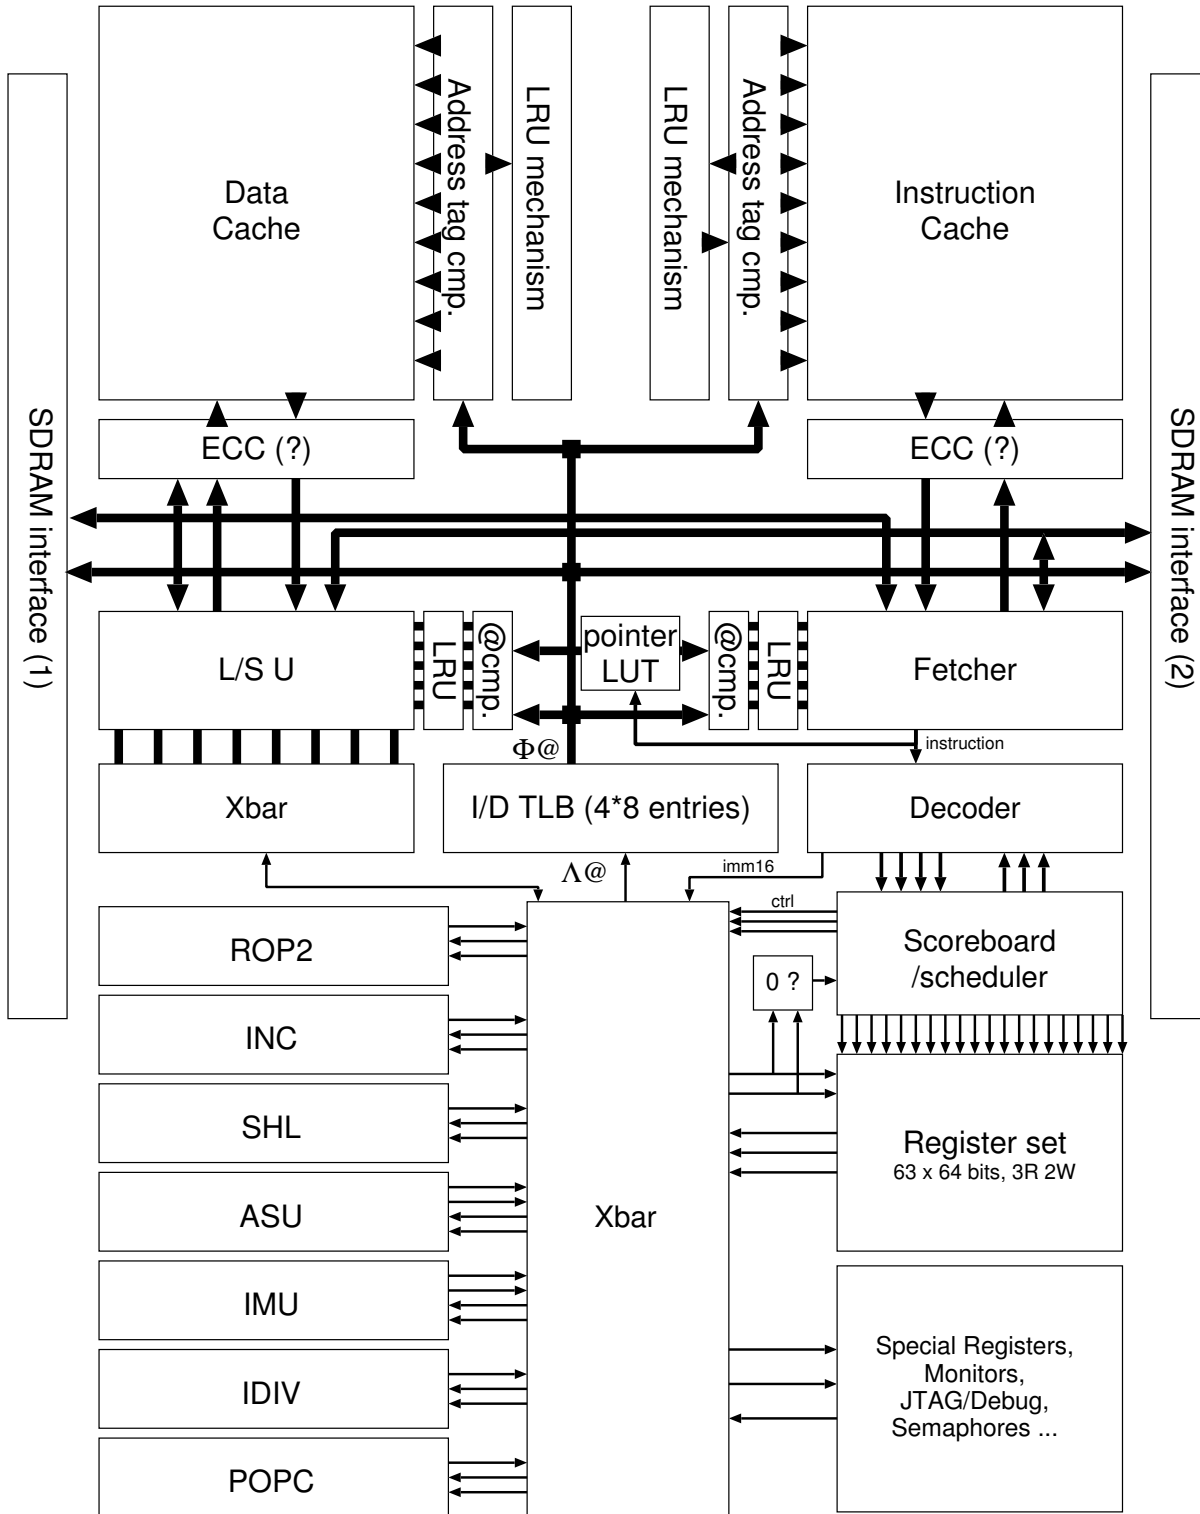 Data
Cache
Address tag cmp.
LRU mechanism
LRU mechanism
Address tag cmp.
Instruction
Cache
SDRAM interface (1)
SDRAM interface (2)
ECC (?)
ECC (?)
L/S U
LRU
@cmp.
pointer
LUT
@cmp.
LRU
Fetcher
Φ@
instruction
Xbar
I/D TLB (4*8 entries)
Decoder
Λ@
imm16
ctrl
ROP2
Scoreboard
/scheduler
0 ?
INC
SHL
Register set
63 x 64 bits, 3R 2W
ASU
Xbar
IMU
Special Registers,
Monitors,
JTAG/Debug,
Semaphores ...
IDIV
POPC